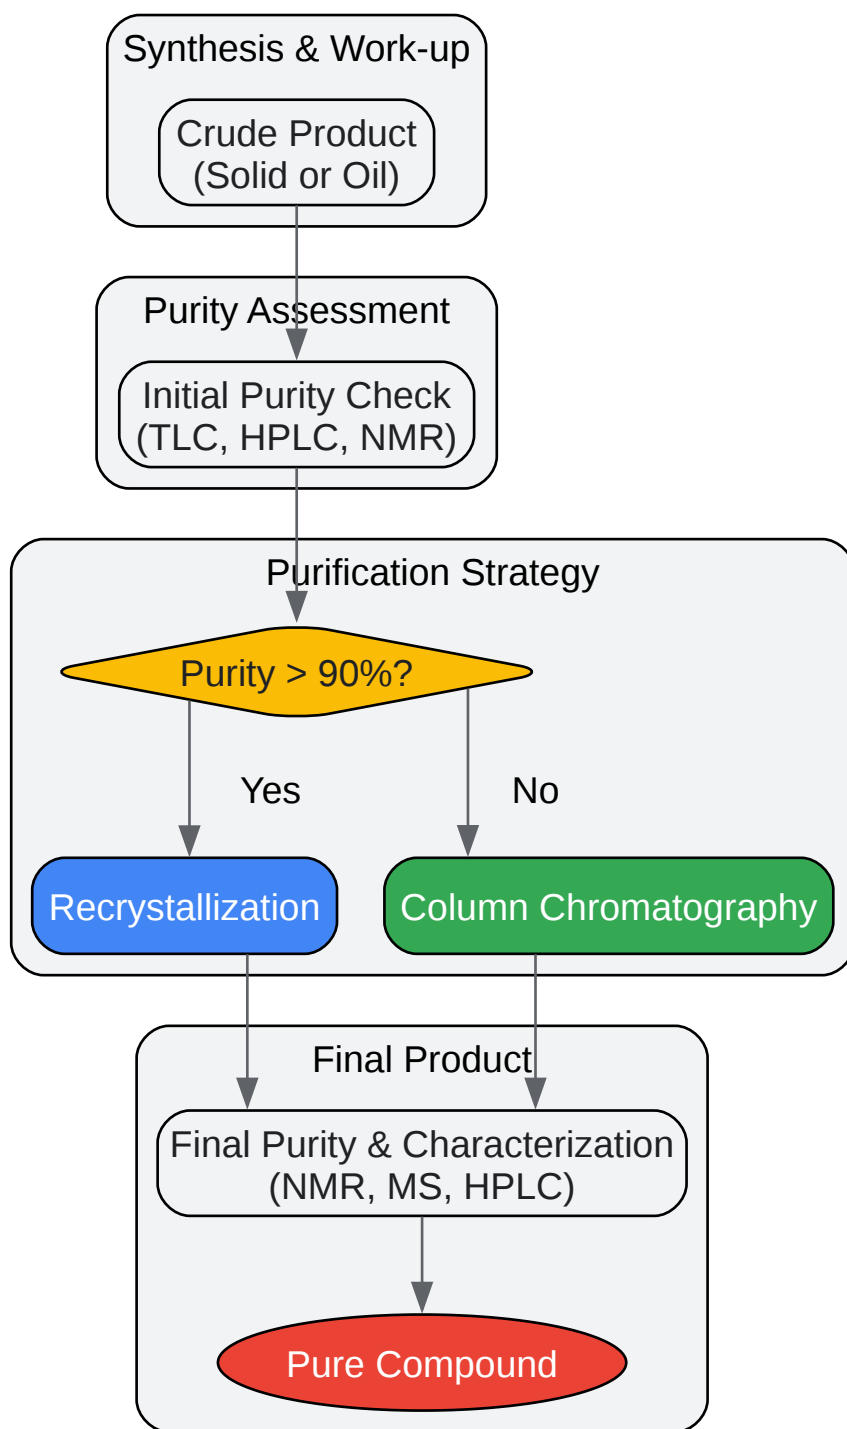 Synthesis & Work-up
Crude Product
(Solid or Oil)
Purity Assessment
Initial Purity Check
(TLC, HPLC, NMR)
Purification Strategy
Purity > 90%?
Yes
No
Recrystallization
Column Chromatography
Final Product
Final Purity & Characterization
(NMR, MS, HPLC)
Pure Compound